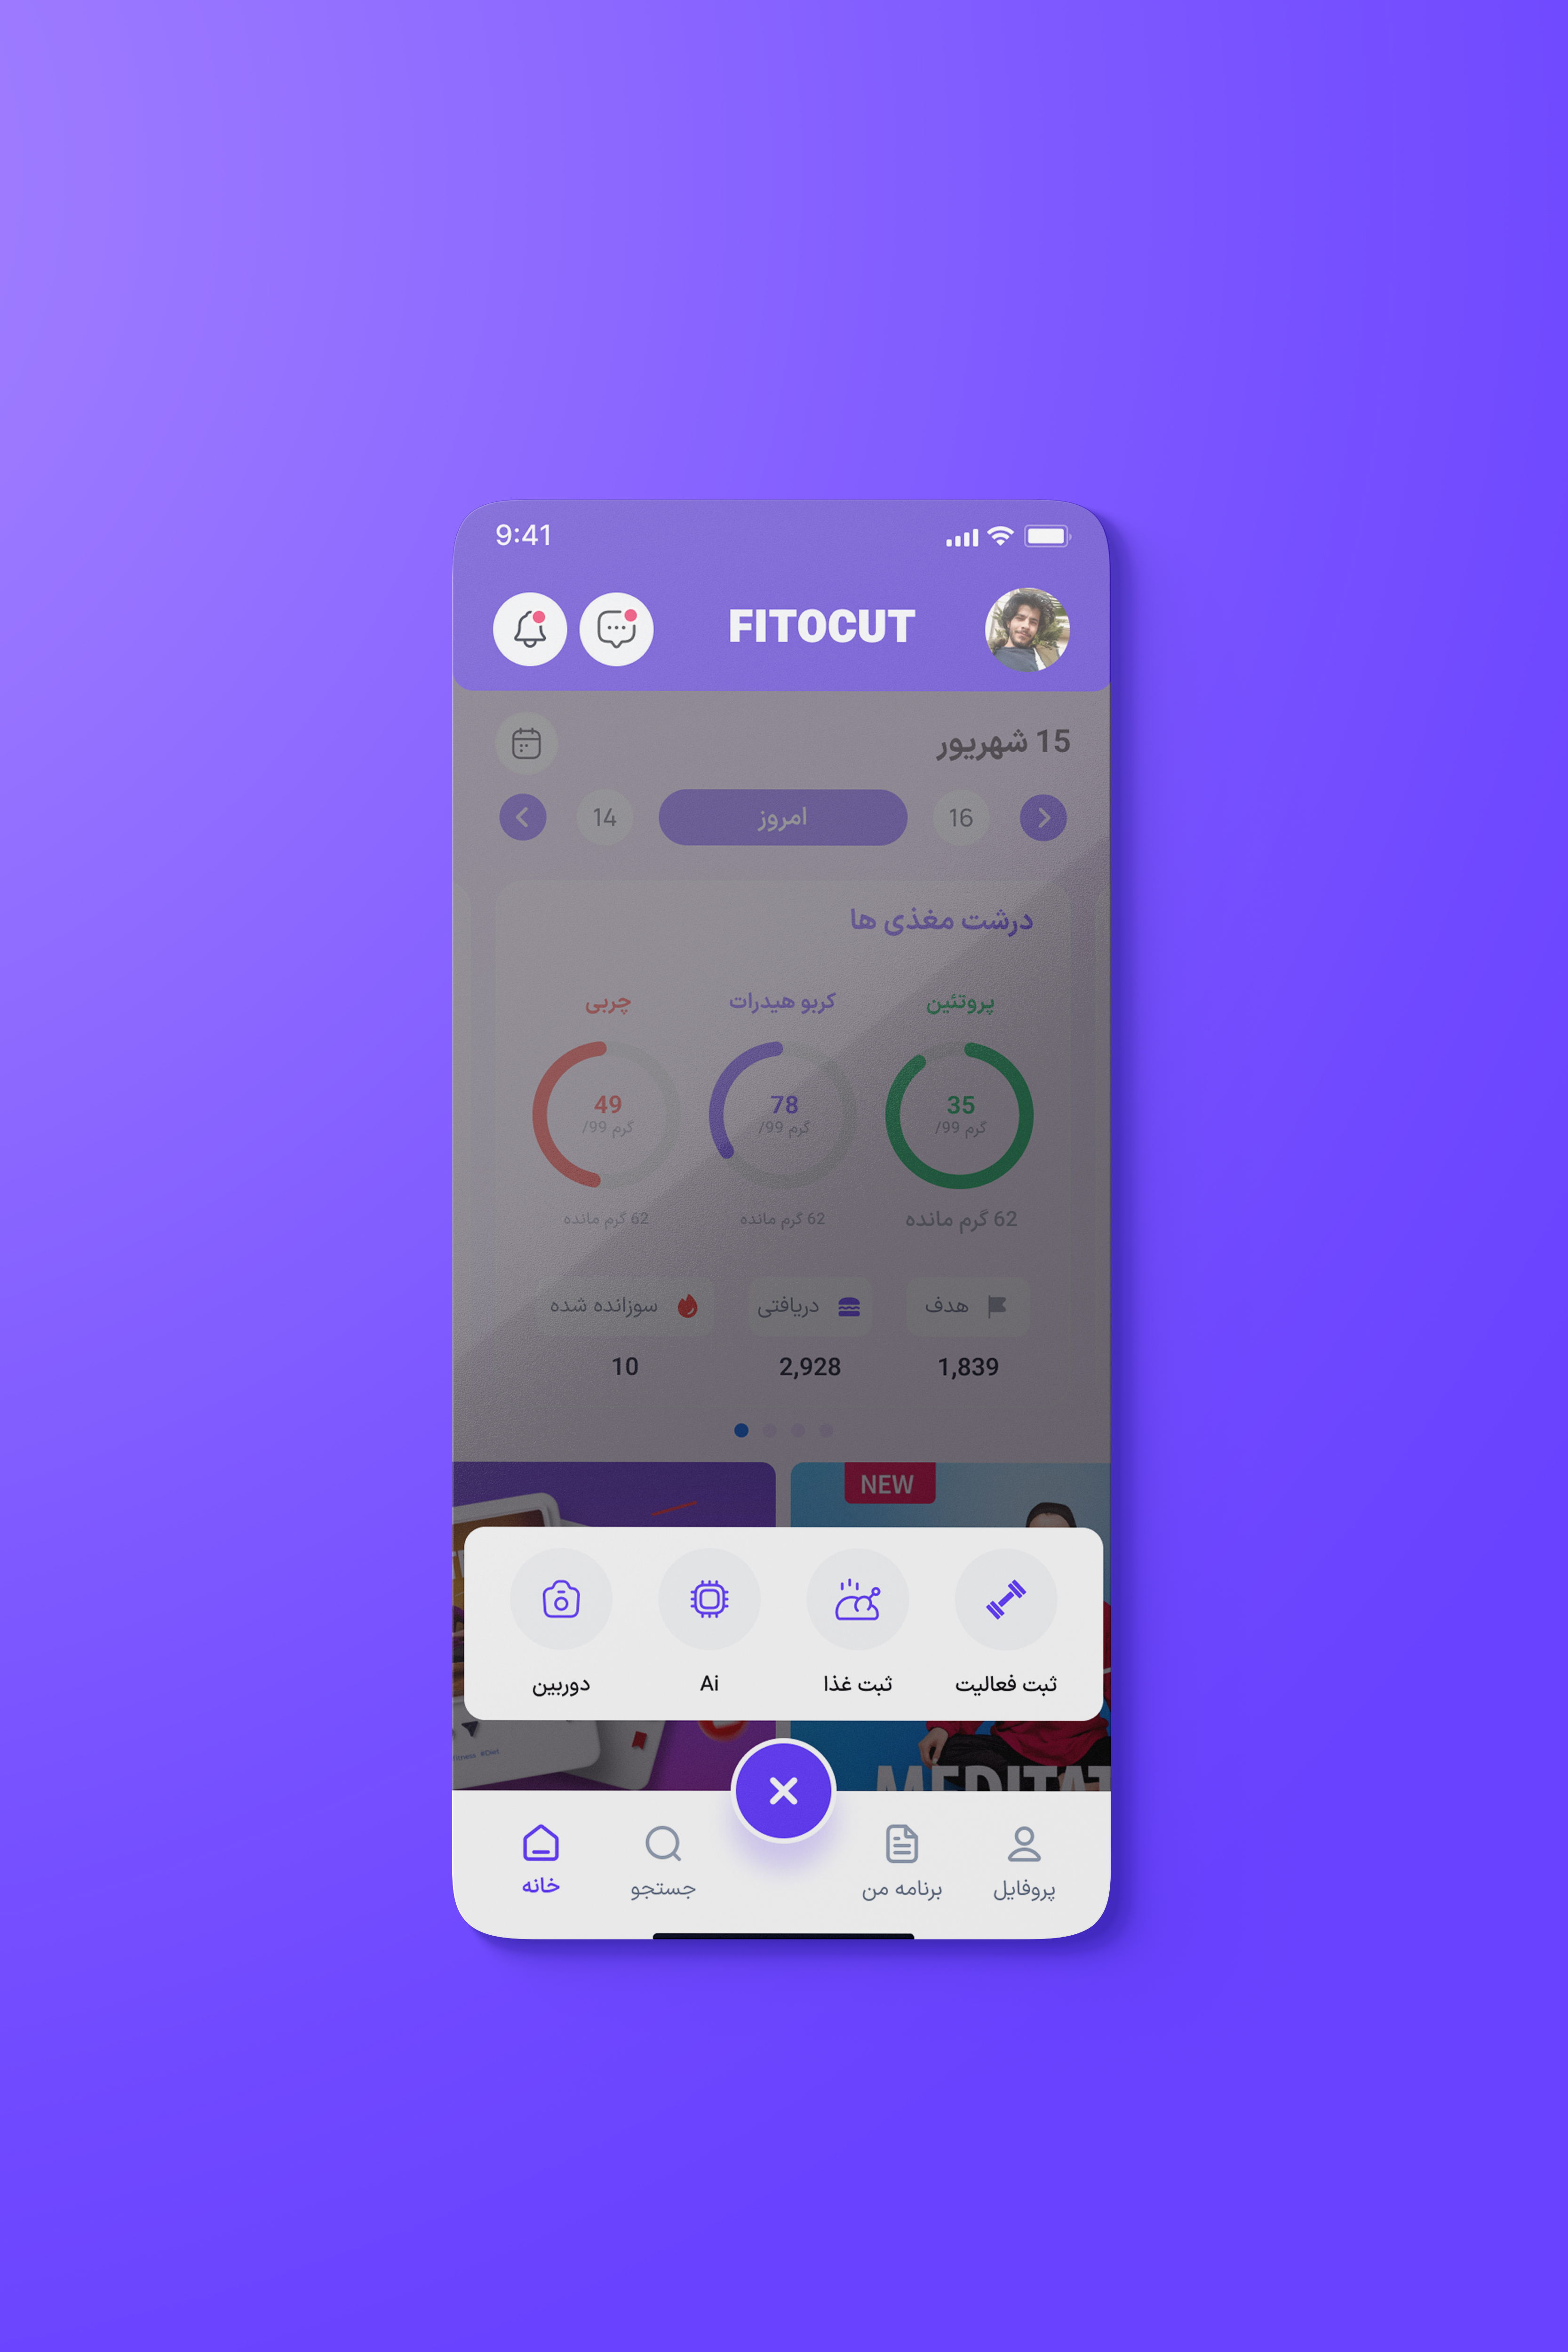 9:41
FITOCUT
15 شهریور
16
امروز
14
درشت مغذی ها
پروتئین
کربو هیدرات
چربی
35
/99 گرم
78
/99 گرم
49
/99 گرم
62 گرم مانده
62 گرم مانده
62 گرم مانده
هدف
دریافتی
سوزانده شده
1,839
2,928
10
NEW
ثبت فعالیت
ثبت غذا
Ai
دوربین
fitness #Diet
MEDITAT
پروفایل
برنامه من
جستجو
خانه